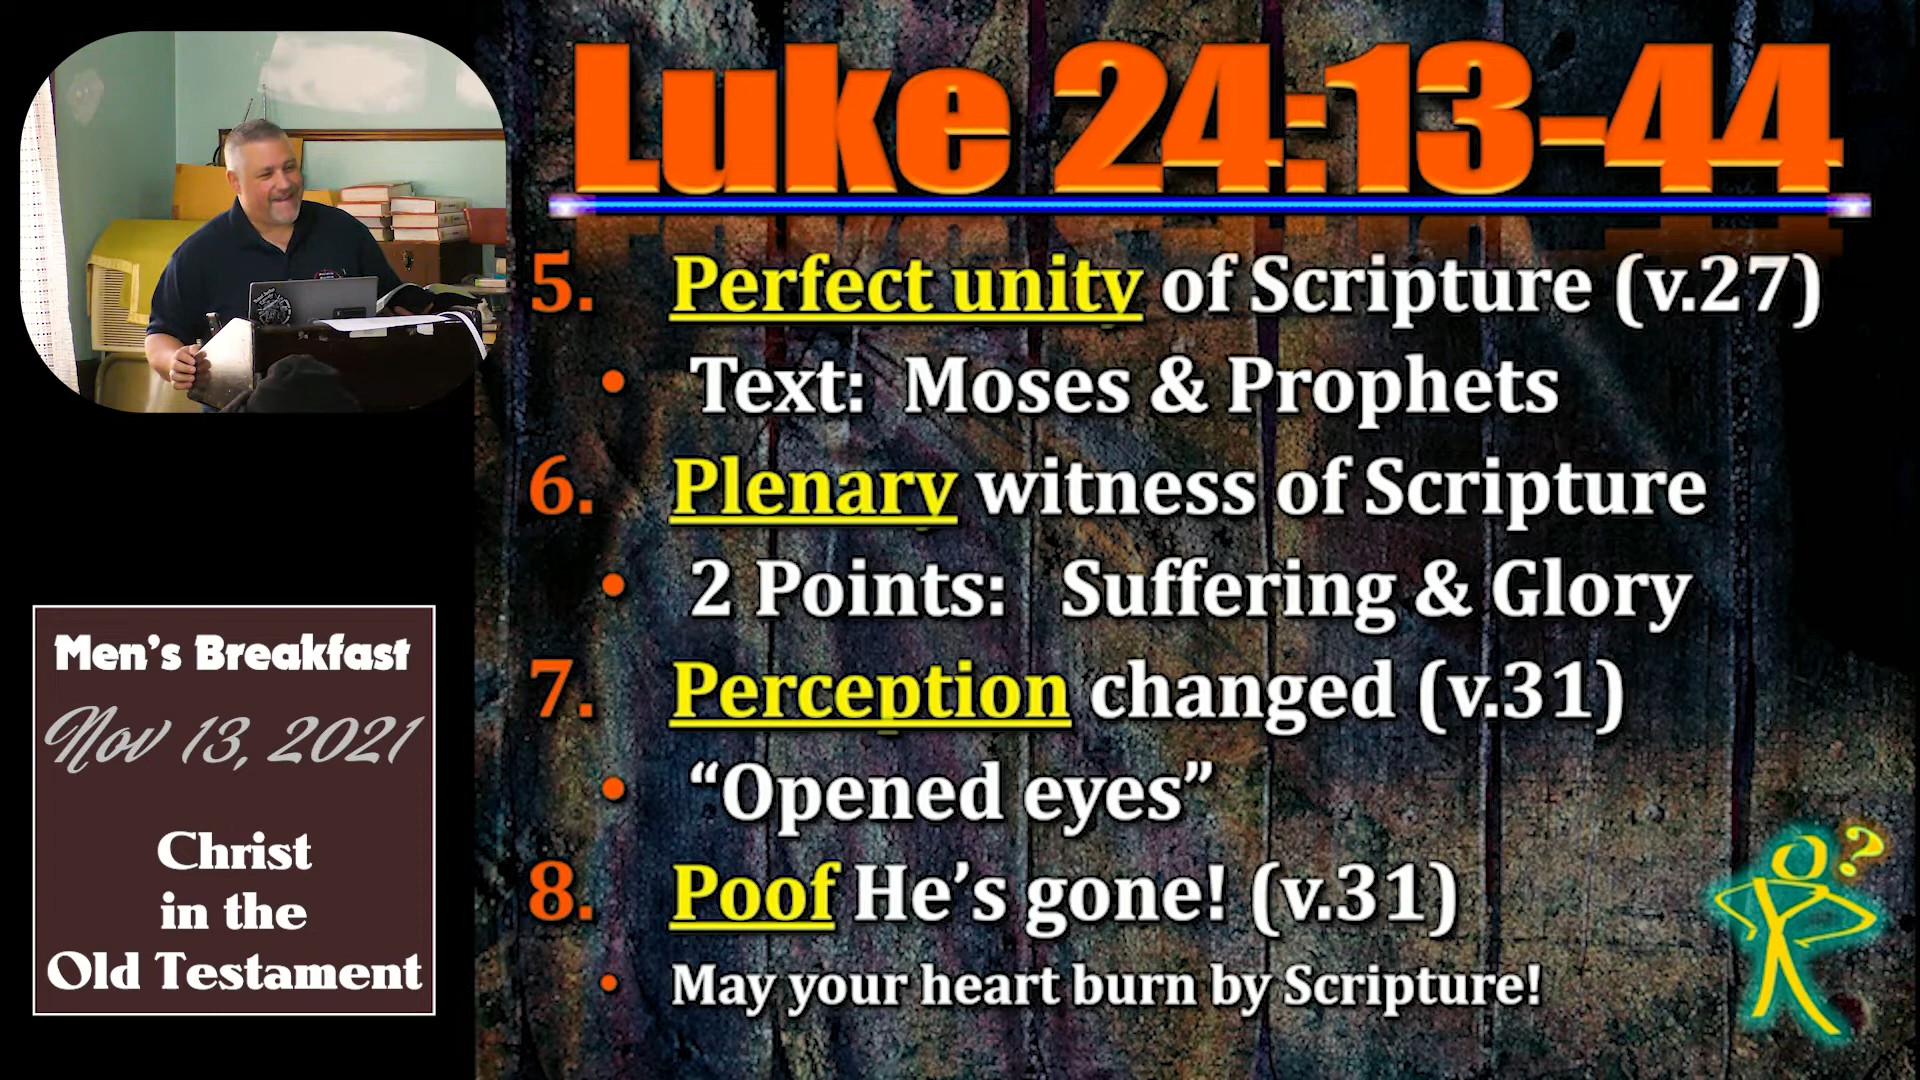 Luke 24:13-44
5. Perfect unity of Scripture (v.27)
• Text: Moses & Prophets
6. Plenary witness of Scripture
• 2 Points: Suffering & Glory
7. Perception changed (v.31)
• “Opened eyes”
8. Poof He’s gone! (v.31)
• May your heart burn by Scripture!
?
Men’s Breakfast
Nov 13, 2021
Christ
in the
Old Testament